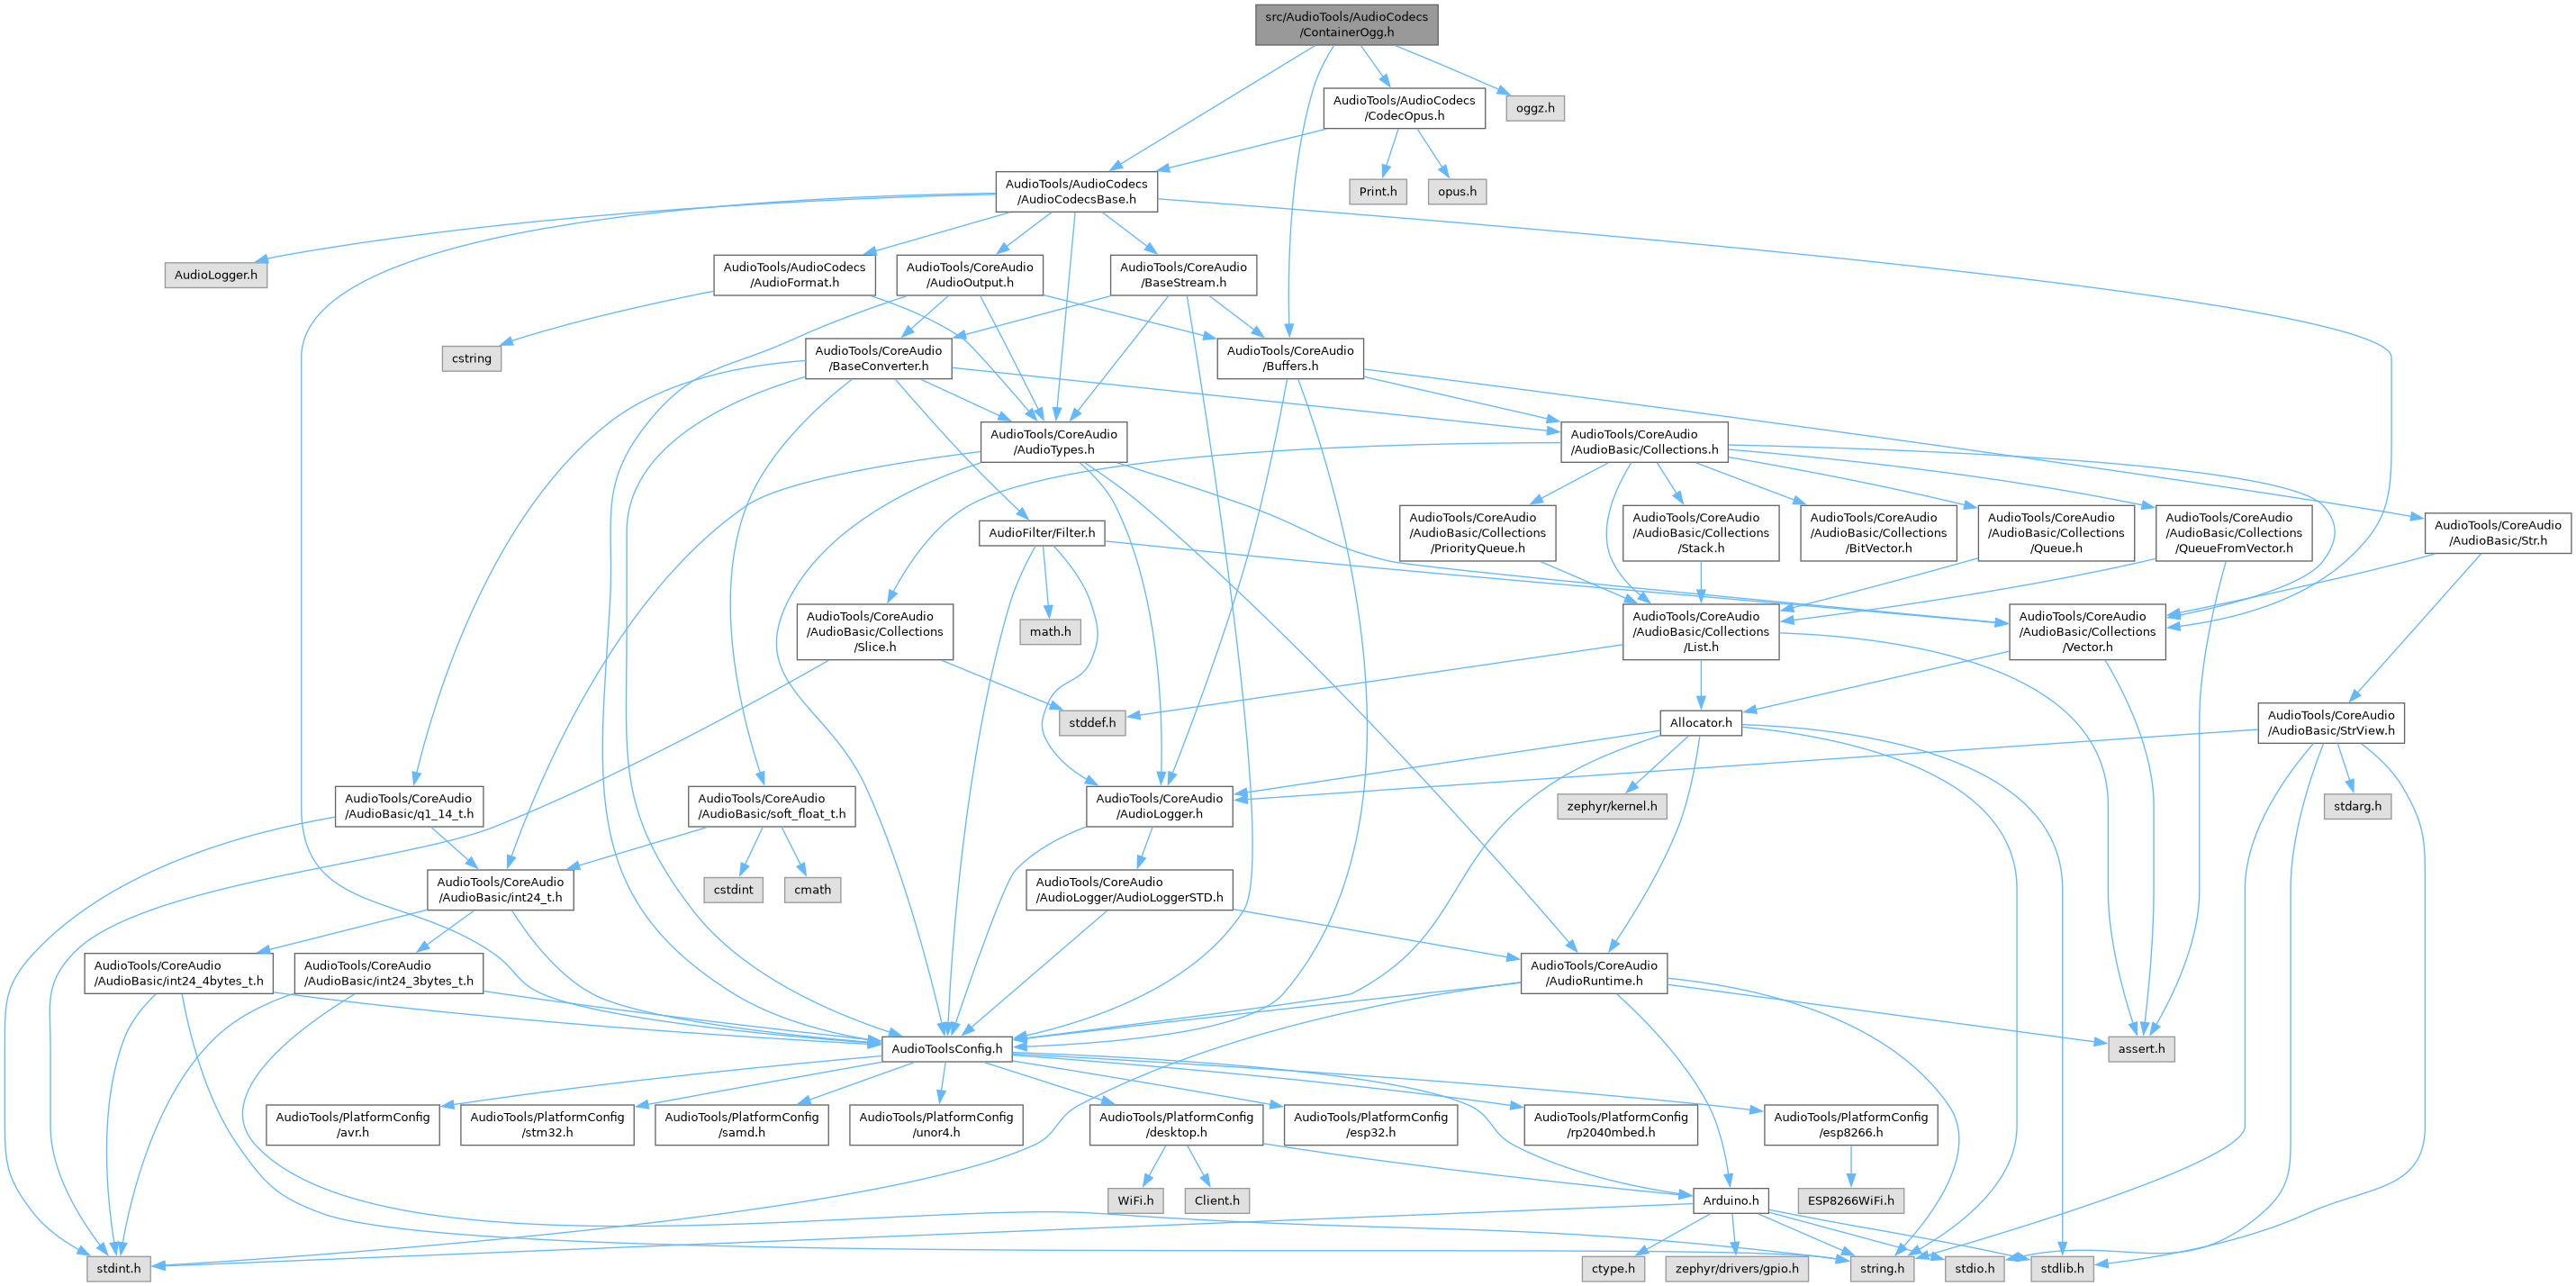 src/AudioTools/AudioCodecs
/ContainerOgg.h
AudioTools/AudioCodecs
/CodecOpus.h
oggz.h
AudioTools/AudioCodecs
/AudioCodecsBase.h
Print.h
opus.h
AudioLogger.h
AudioTools/AudioCodecs
/AudioFormat.h
AudioTools/CoreAudio
/AudioOutput.h
AudioTools/CoreAudio
/BaseStream.h
cstring
AudioTools/CoreAudio
/BaseConverter.h
AudioTools/CoreAudio
/Buffers.h
AudioTools/CoreAudio
/AudioTypes.h
AudioTools/CoreAudio
/AudioBasic/Collections.h
AudioFilter/Filter.h
AudioTools/CoreAudio
/AudioBasic/Collections
/PriorityQueue.h
AudioTools/CoreAudio
/AudioBasic/Collections
/Stack.h
AudioTools/CoreAudio
/AudioBasic/Collections
/BitVector.h
AudioTools/CoreAudio
/AudioBasic/Collections
/Queue.h
AudioTools/CoreAudio
/AudioBasic/Collections
/QueueFromVector.h
AudioTools/CoreAudio
/AudioBasic/Str.h
AudioTools/CoreAudio
/AudioBasic/Collections
/Slice.h
math.h
AudioTools/CoreAudio
/AudioBasic/Collections
/List.h
AudioTools/CoreAudio
/AudioBasic/Collections
/Vector.h
stddef.h
Allocator.h
AudioTools/CoreAudio
/AudioBasic/StrView.h
AudioTools/CoreAudio
/AudioBasic/q1_14_t.h
AudioTools/CoreAudio
/AudioBasic/soft_float_t.h
AudioTools/CoreAudio
/AudioLogger.h
zephyr/kernel.h
stdarg.h
AudioTools/CoreAudio
/AudioBasic/int24_t.h
cstdint
cmath
AudioTools/CoreAudio
/AudioLogger/AudioLoggerSTD.h
AudioTools/CoreAudio
/AudioBasic/int24_4bytes_t.h
AudioTools/CoreAudio
/AudioBasic/int24_3bytes_t.h
AudioTools/CoreAudio
/AudioRuntime.h
AudioToolsConfig.h
assert.h
AudioTools/PlatformConfig
/avr.h
AudioTools/PlatformConfig
/stm32.h
AudioTools/PlatformConfig
/samd.h
AudioTools/PlatformConfig
/unor4.h
AudioTools/PlatformConfig
/desktop.h
AudioTools/PlatformConfig
/esp32.h
AudioTools/PlatformConfig
/rp2040mbed.h
AudioTools/PlatformConfig
/esp8266.h
WiFi.h
Client.h
Arduino.h
ESP8266WiFi.h
stdint.h
ctype.h
zephyr/drivers/gpio.h
string.h
stdio.h
stdlib.h